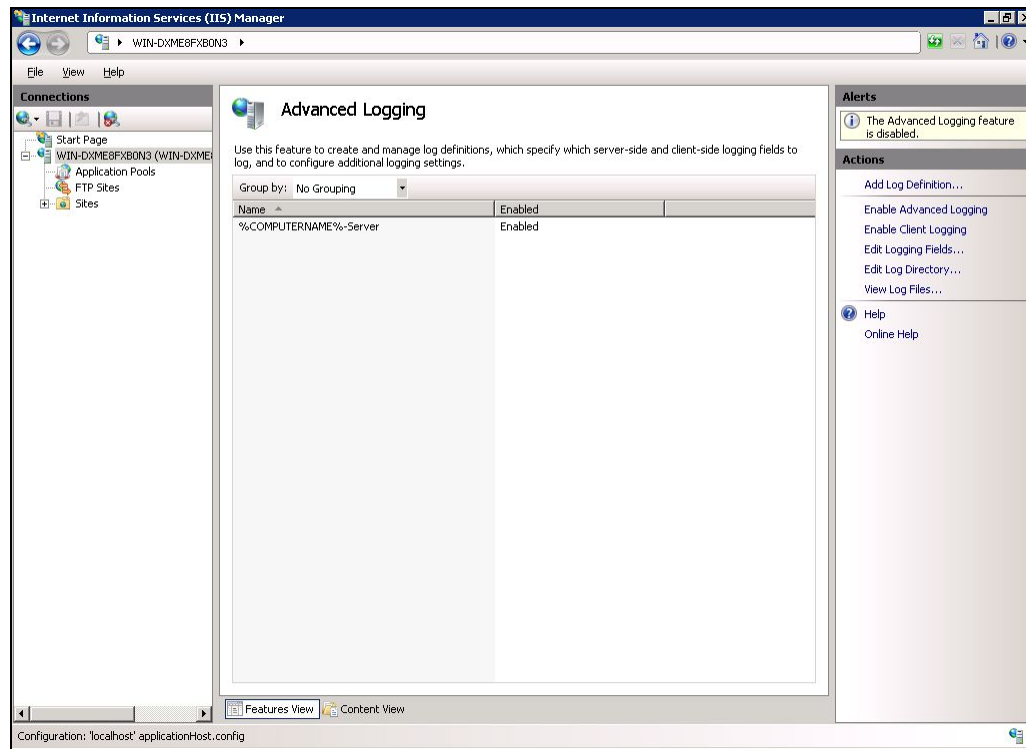 Internet Information Services (IIS) Manager
WIN-DXME8FXB0N3
File View Help
Connections
Start Page
WIN-DXME8FXB0N3 (WIN-DXME
Application Pools
FTP Sites
Sites
Advanced Logging
Use this feature to create and manage log definitions, which specify which server-side and client-side logging fields to
log, and to configure additional logging settings.
Group by: No Grouping
Name Enabled
%COMPUTERNAME%-Server Enabled
Features View Content View
Alerts
The Advanced Logging feature
is disabled.
Actions
Add Log Definition...
Enable Advanced Logging
Enable Client Logging
Edit Logging Fields...
Edit Log Directory...
View Log Files...
Help
Online Help
Configuration: 'localhost' applicationHost.config